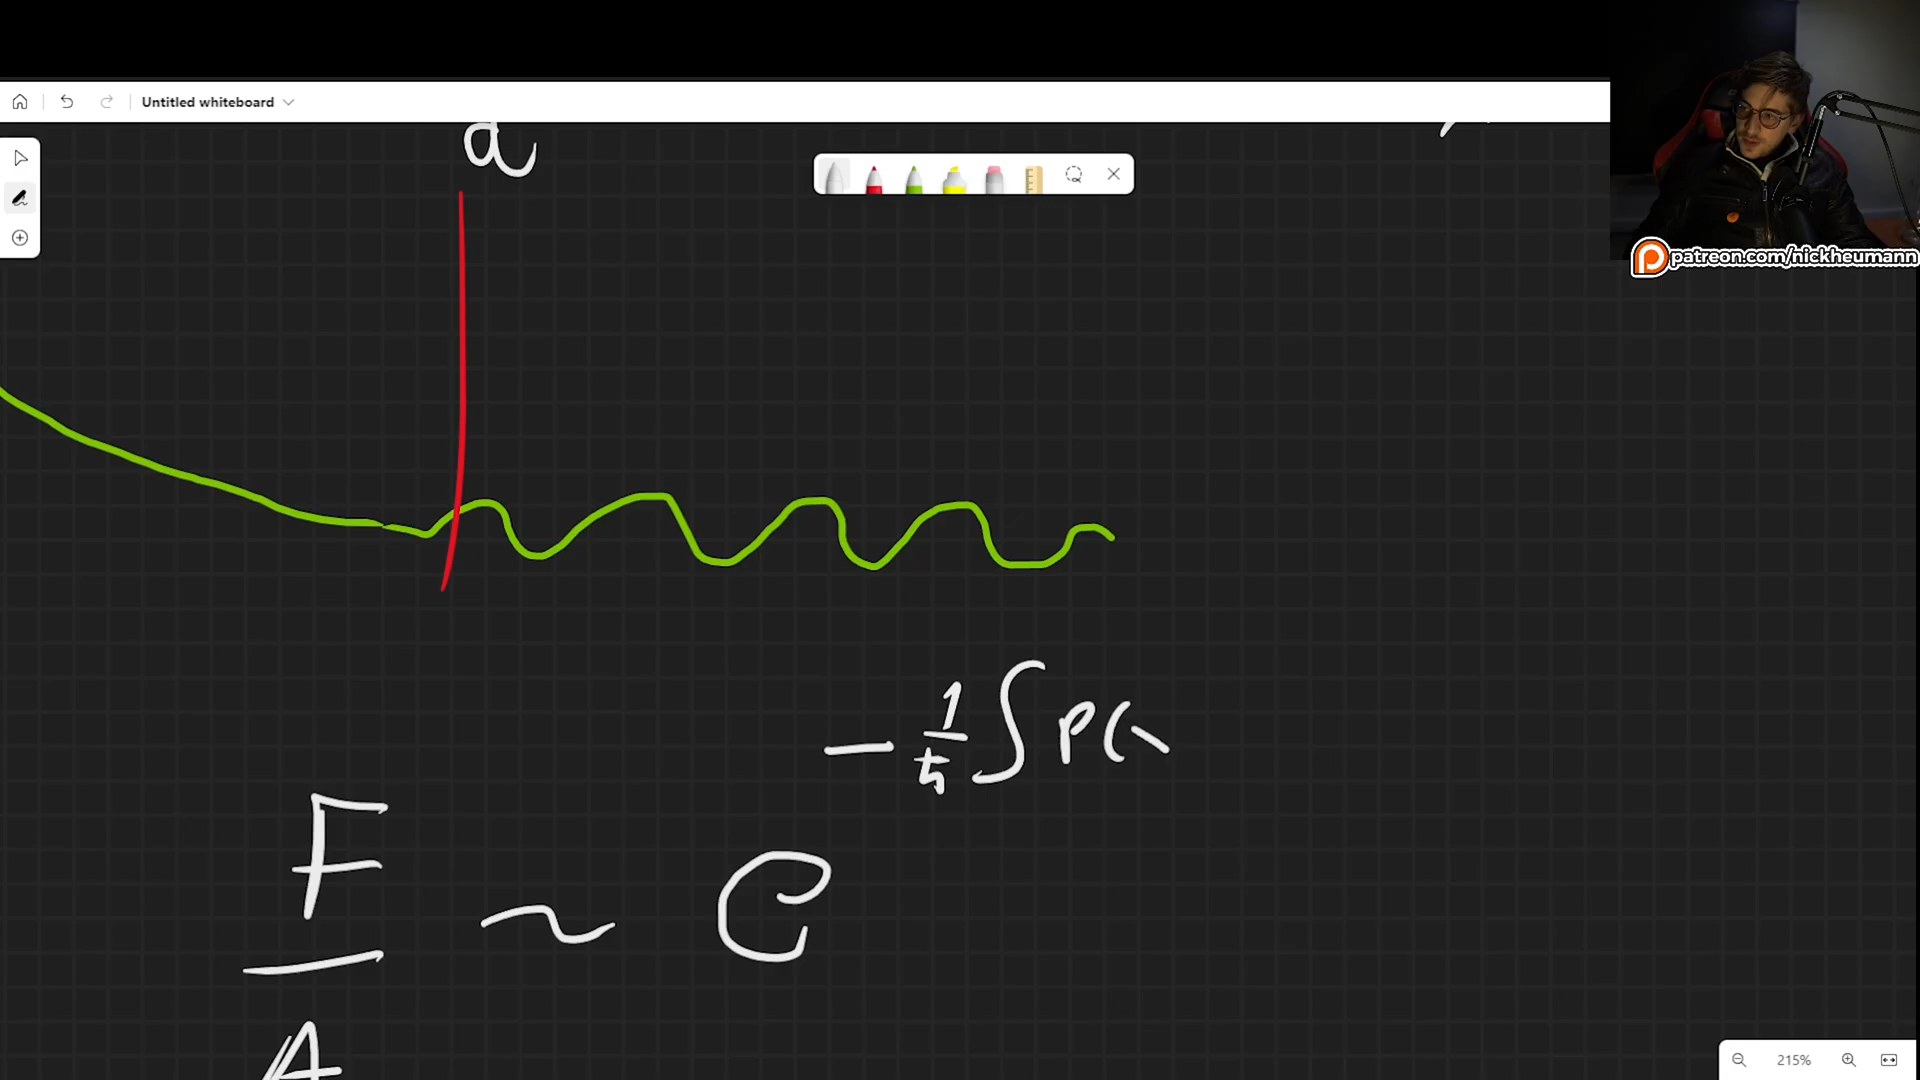 Untitled whiteboard
a
patreon.com/nickheumann
- 1/ħ ∫ P(
F
~ e
A
215%